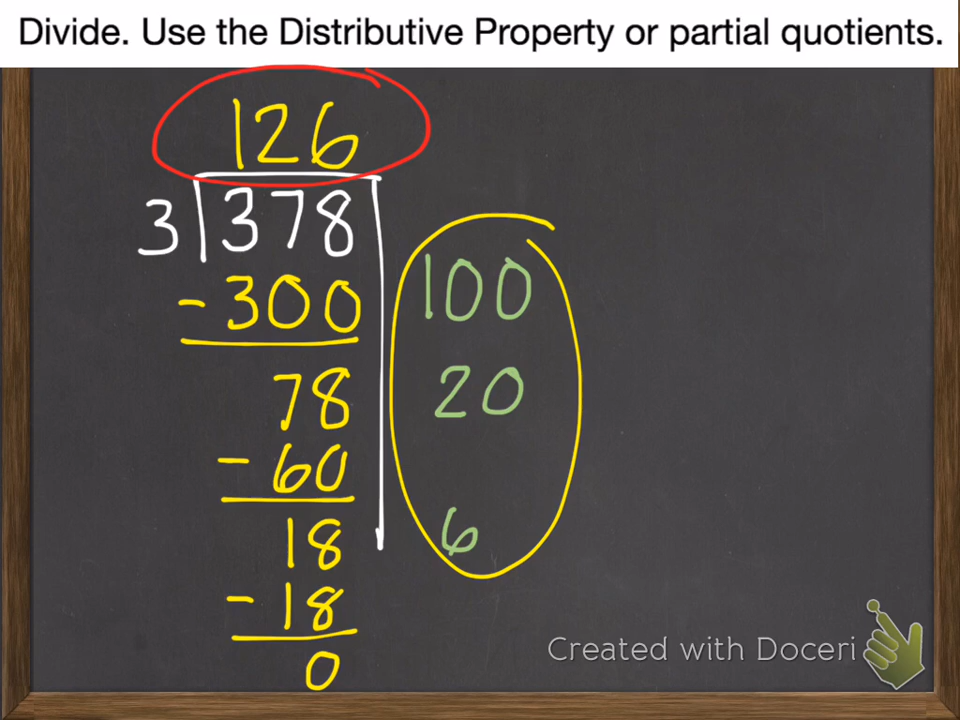 Divide. Use the Distributive Property or partial quotients.
126
3 378
- 300 100
78 20
- 60
18 6
- 18
0
Created with Doceri